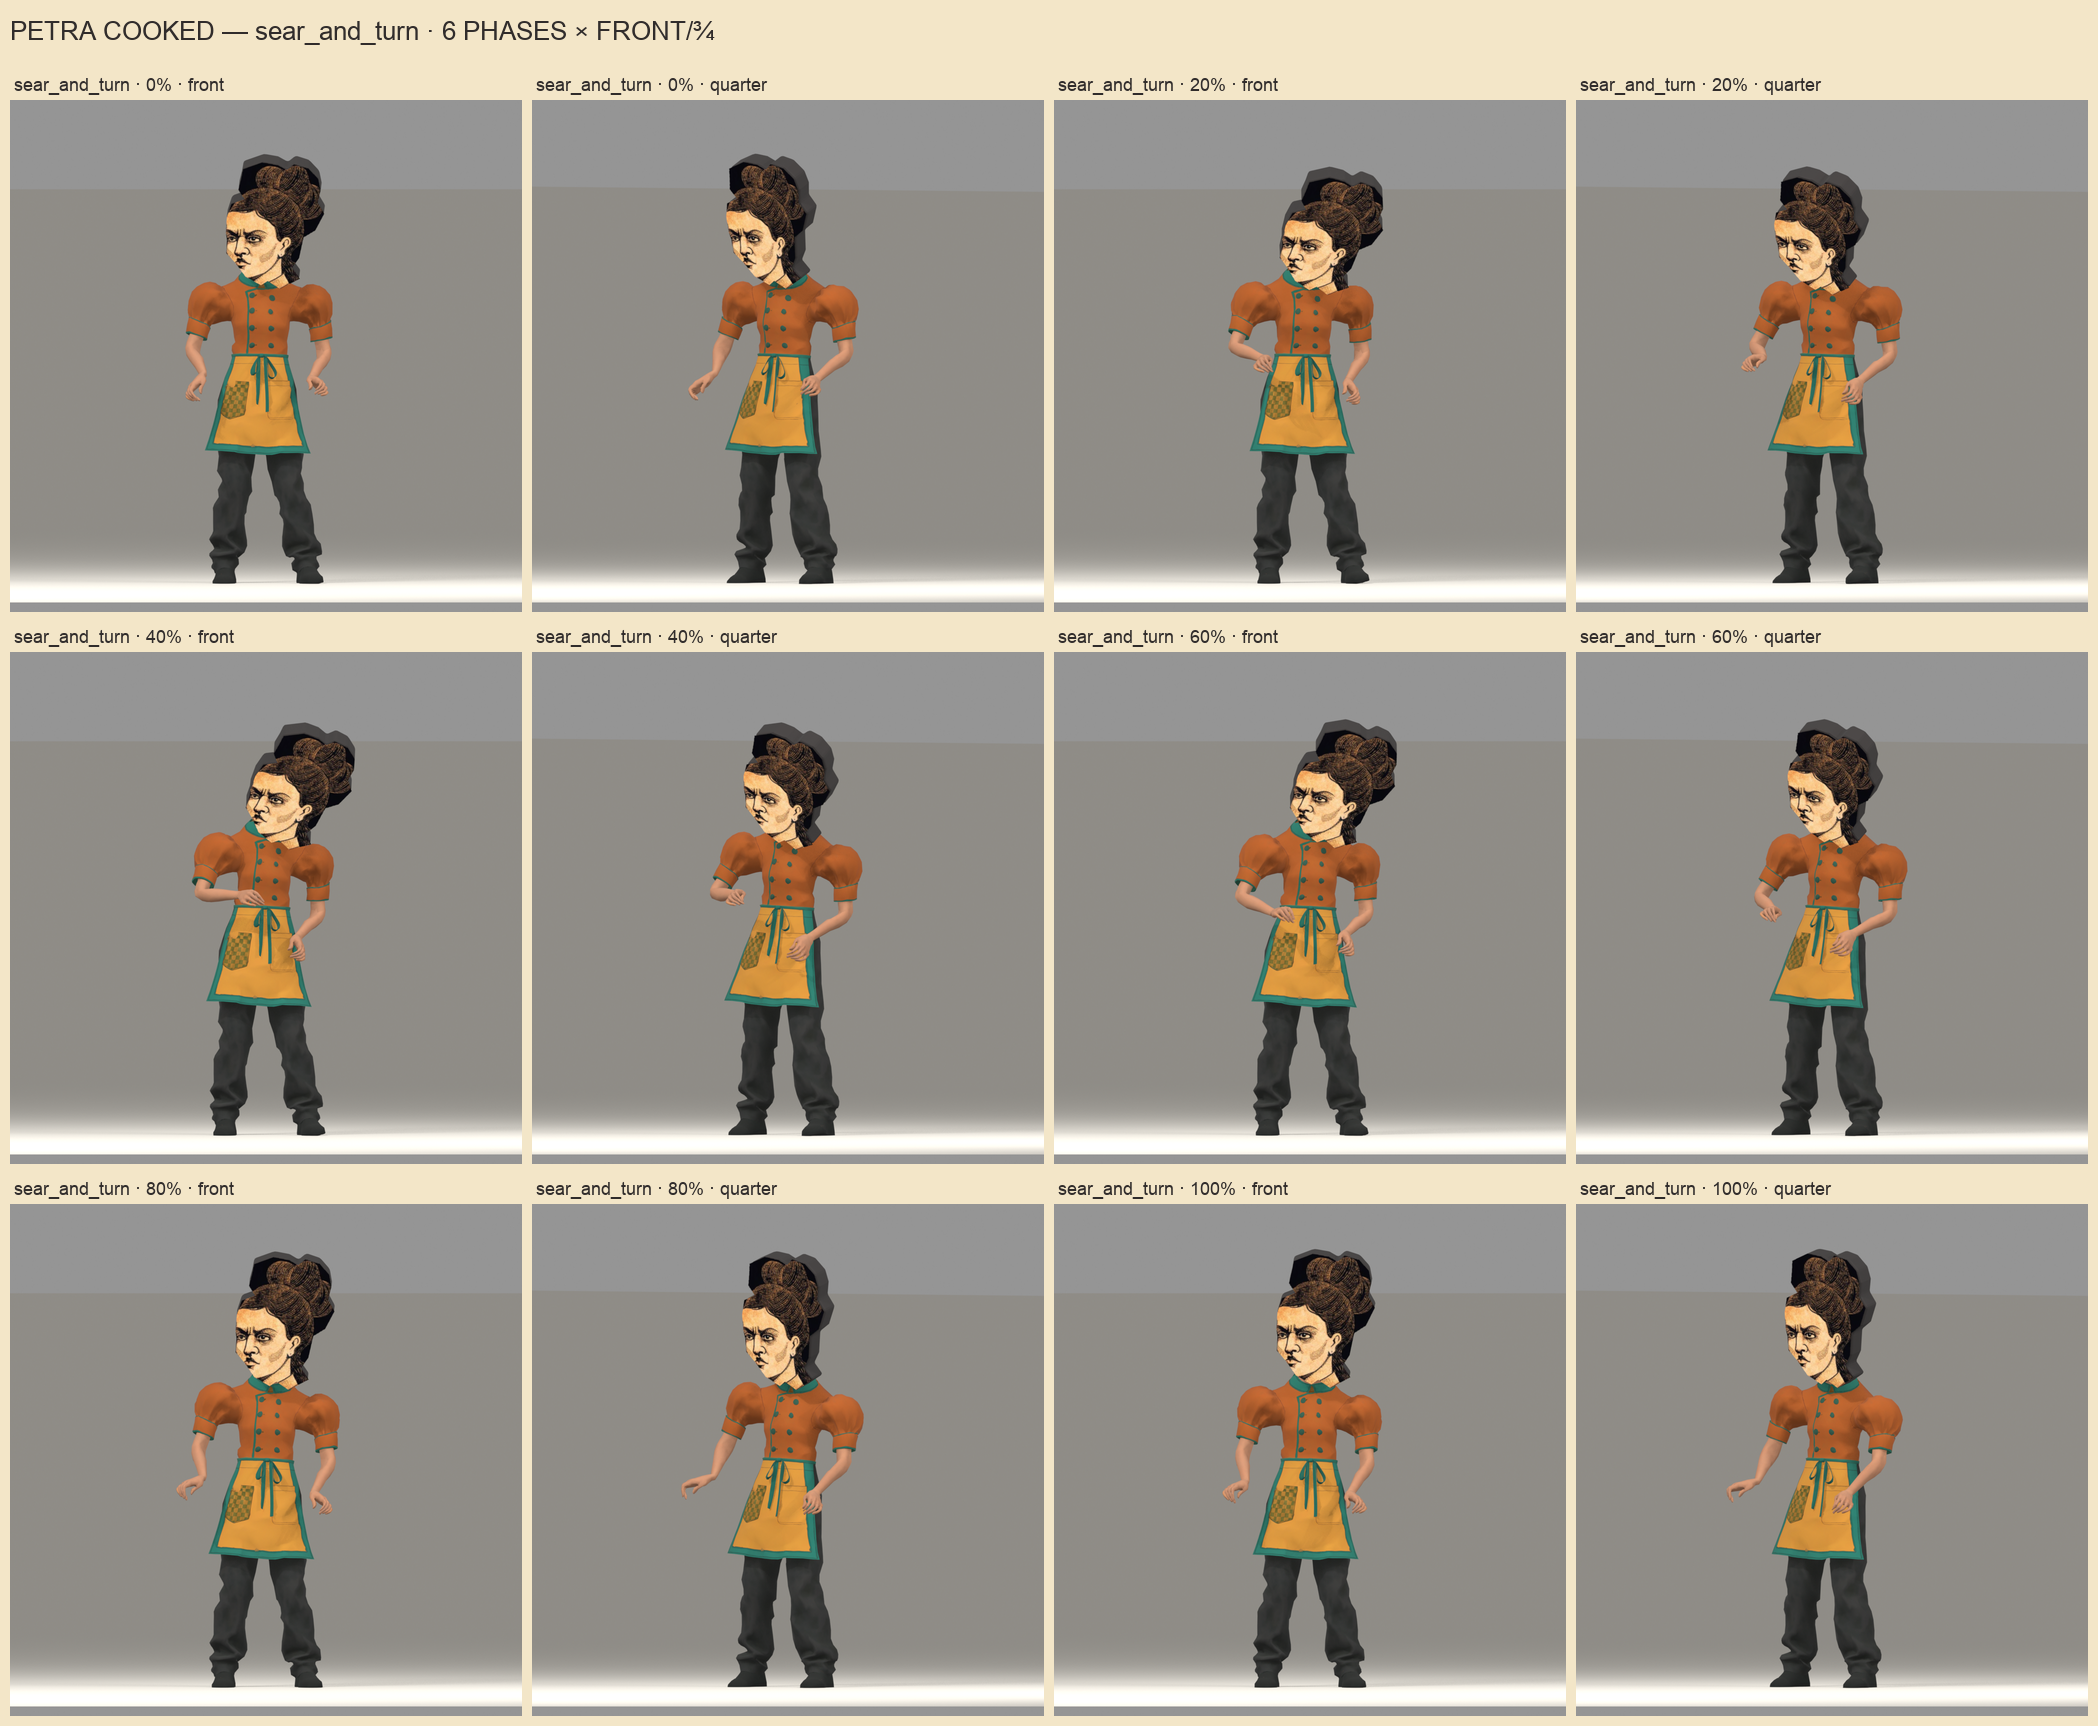 PETRA COOKED — sear_and_turn · 6 PHASES × FRONT/¾
sear_and_turn · 0% · front
sear_and_turn · 0% · quarter
sear_and_turn · 20% · front
sear_and_turn · 20% · quarter
sear_and_turn · 40% · front
sear_and_turn · 40% · quarter
sear_and_turn · 60% · front
sear_and_turn · 60% · quarter
sear_and_turn · 80% · front
sear_and_turn · 80% · quarter
sear_and_turn · 100% · front
sear_and_turn · 100% · quarter